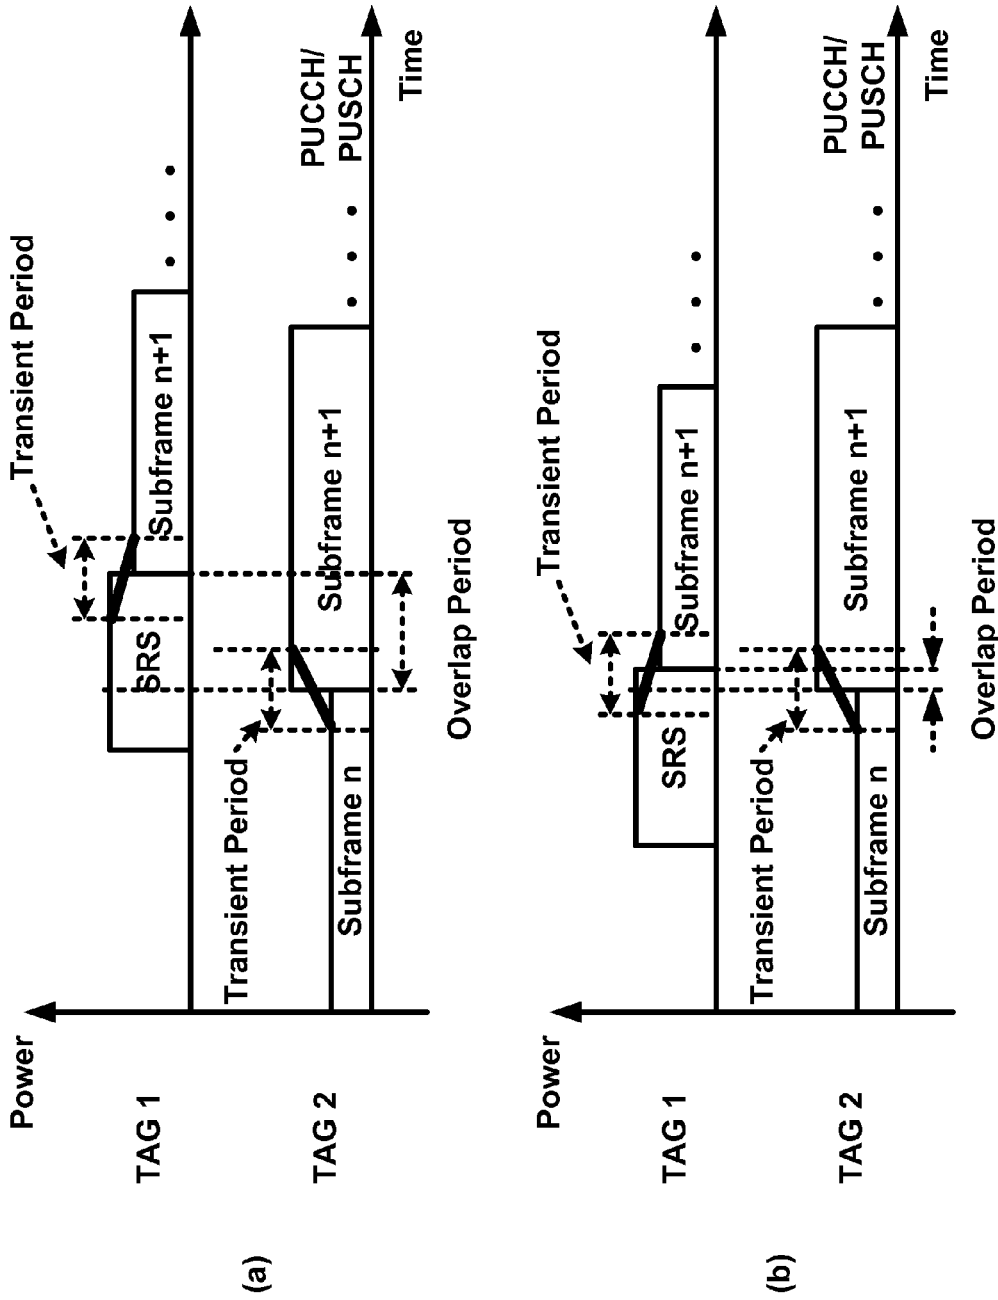 Power
Transient Period
TAG 1
SRS
Subframe n+1
Transient Period
TAG 2
Subframe n
Subframe n+1
PUCCH/
PUSCH
Time
Overlap Period
(a)
Power
Transient Period
TAG 1
SRS
Subframe n+1
Transient Period
TAG 2
Subframe n
Subframe n+1
PUCCH/
PUSCH
Time
Overlap Period
(b)